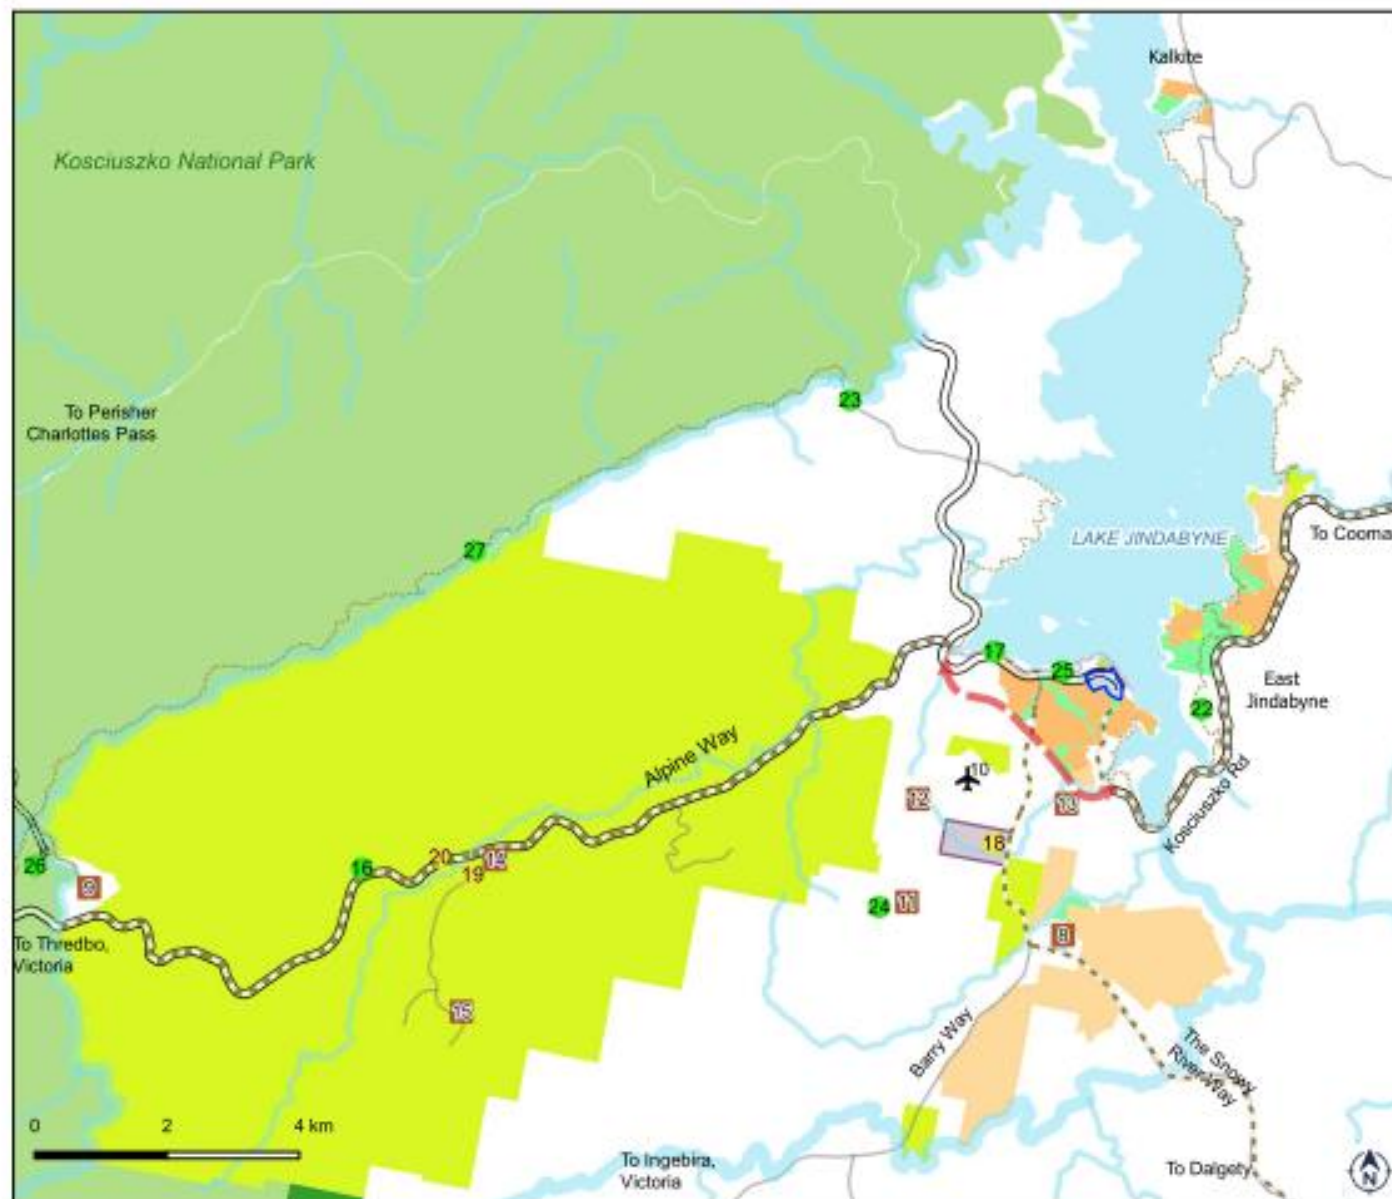 Kalkite
Kosciuszko National Park
To Perisher
Charlottes Pass
23
To Cooma
LAKE JINDABYNE
27
17
25
East
Jindabyne
22
Alpine Way
10
12
13
Kosciuszko Rd
18
20
14
26
16
19
9
24
11
8
To Thredbo,
Victoria
15
Barry Way
The Snowy
River Way
0 2 4 km
To Ingebira,
Victoria
To Dalgety
N